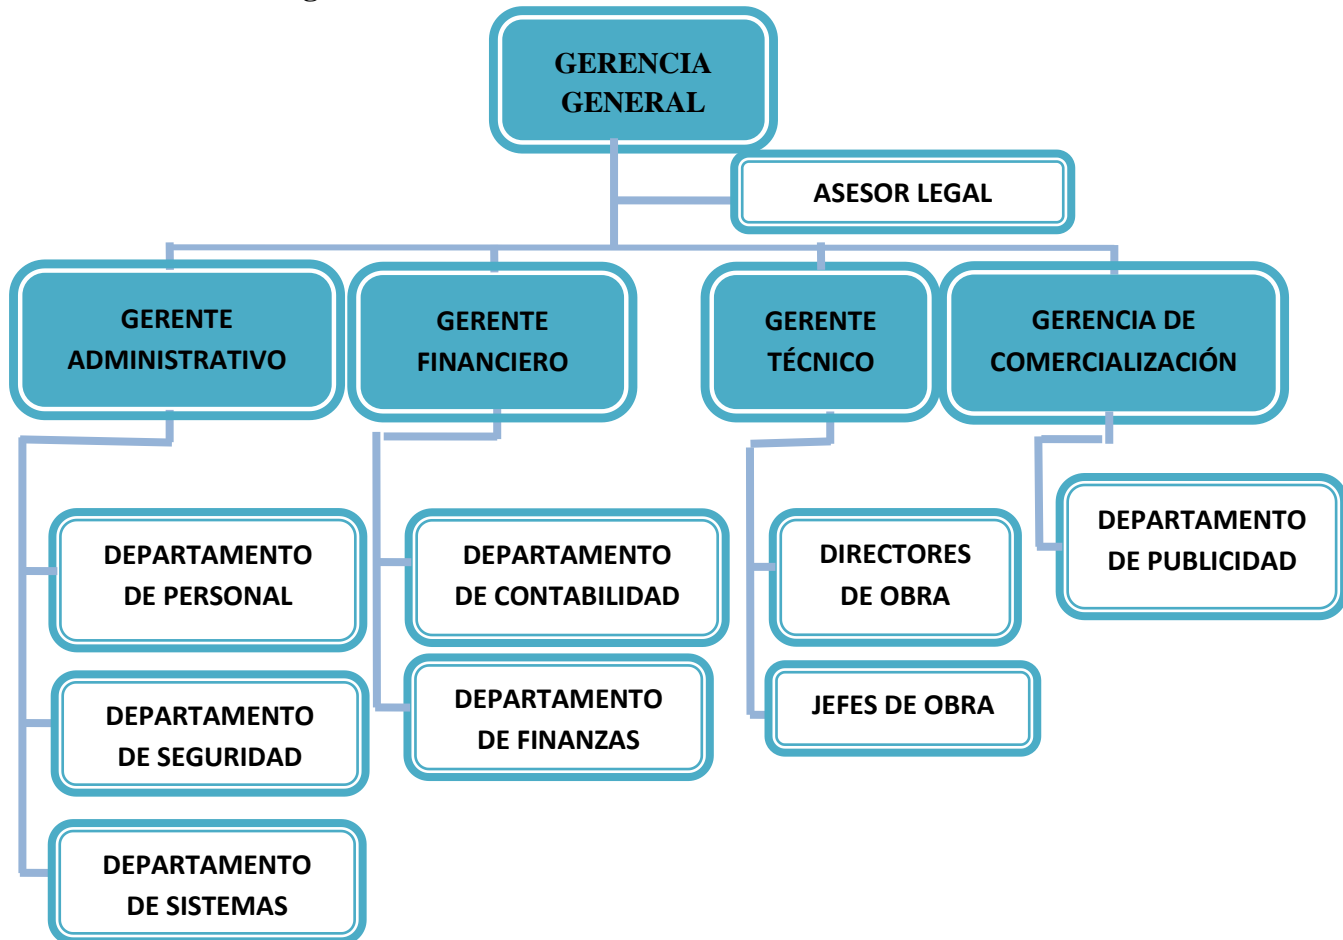 GERENCIA
GENERAL
ASESOR LEGAL
GERENTE
ADMINISTRATIVO
GERENTE
FINANCIERO
GERENTE
TÉCNICO
GERENCIA DE
COMERCIALIZACIÓN
DEPARTAMENTO
DE PERSONAL
DEPARTAMENTO
DE SEGURIDAD
DEPARTAMENTO
DE SISTEMAS
DEPARTAMENTO
DE CONTABILIDAD
DEPARTAMENTO
DE FINANZAS
DIRECTORES
DE OBRA
JEFES DE OBRA
DEPARTAMENTO
DE PUBLICIDAD